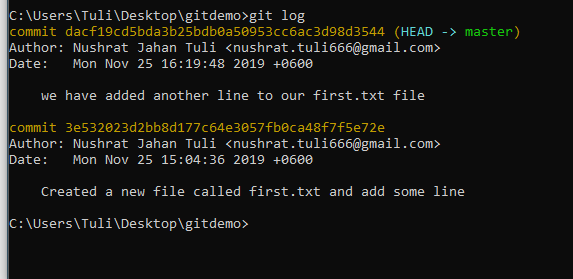 C:\Users\Tuli\Desktop\gitdemo>git log
commit dacf19cd5bda3b25bdb0a50953cc6ac3d98d3544 (HEAD -> master)
Author: Nushrat Jahan Tuli <nushrat.tuli666@gmail.com>
Date:   Mon Nov 25 16:19:48 2019 +0600
    we have added another line to our first.txt file
commit 3e532023d2bb8d177c64e3057fb0ca48f7f5e72e
Author: Nushrat Jahan Tuli <nushrat.tuli666@gmail.com>
Date:   Mon Nov 25 15:04:36 2019 +0600
    Created a new file called first.txt and add some line
C:\Users\Tuli\Desktop\gitdemo>